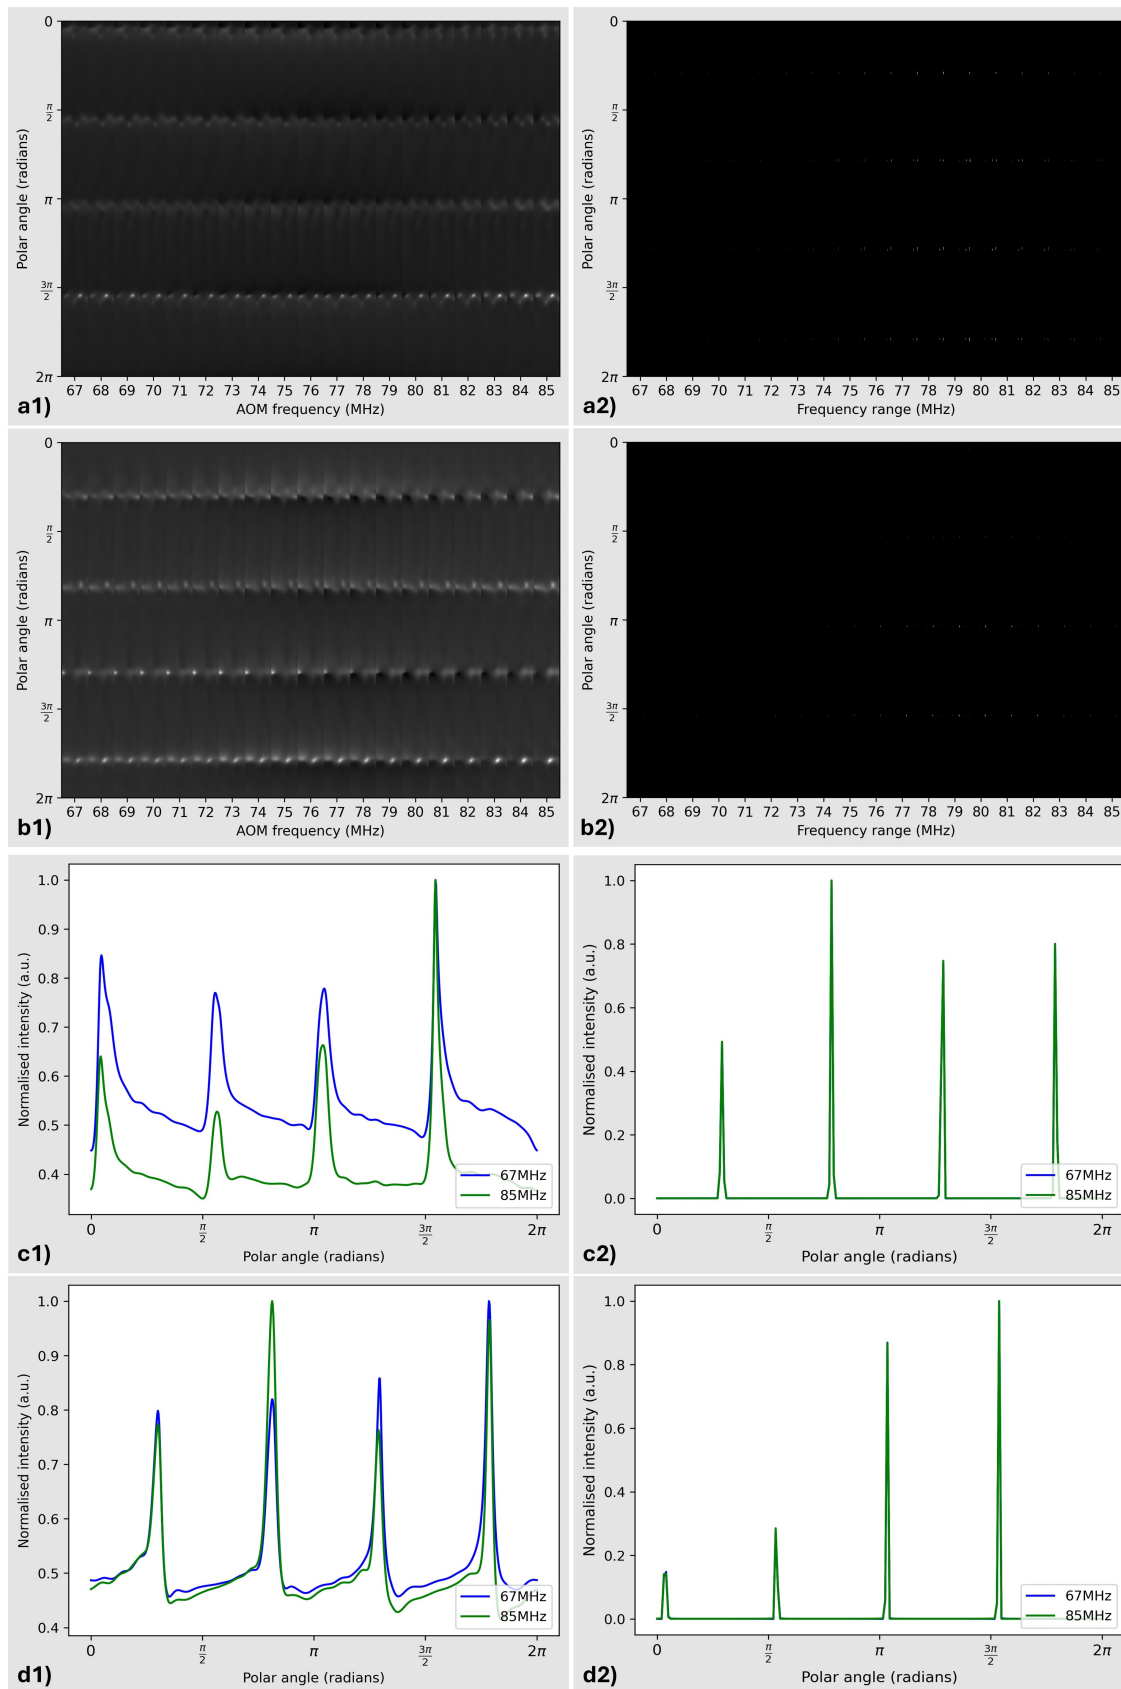 0
π/2
π
3π/2
2π
Polar angle (radians)
67 68 69 70 71 72 73 74 75 76 77 78 79 80 81 82 83 84 85
AOM frequency (MHz)
a1)
0
π/2
π
3π/2
2π
Polar angle (radians)
67 68 69 70 71 72 73 74 75 76 77 78 79 80 81 82 83 84 85
Frequency range (MHz)
a2)
0
π/2
π
3π/2
2π
Polar angle (radians)
67 68 69 70 71 72 73 74 75 76 77 78 79 80 81 82 83 84 85
AOM frequency (MHz)
b1)
0
π/2
π
3π/2
2π
Polar angle (radians)
67 68 69 70 71 72 73 74 75 76 77 78 79 80 81 82 83 84 85
Frequency range (MHz)
b2)
1.0
0.9
0.8
0.7
0.6
0.5
0.4
Normalised intensity (a.u.)
67MHz
85MHz
0 π/2 π 3π/2 2π
Polar angle (radians)
c1)
1.0
0.8
0.6
0.4
0.2
0.0
Normalised intensity (a.u.)
67MHz
85MHz
0 π/2 π 3π/2 2π
Polar angle (radians)
c2)
1.0
0.9
0.8
0.7
0.6
0.5
0.4
Normalised intensity (a.u.)
67MHz
85MHz
0 π/2 π 3π/2 2π
Polar angle (radians)
d1)
1.0
0.8
0.6
0.4
0.2
0.0
Normalised intensity (a.u.)
67MHz
85MHz
0 π/2 π 3π/2 2π
Polar angle (radians)
d2)